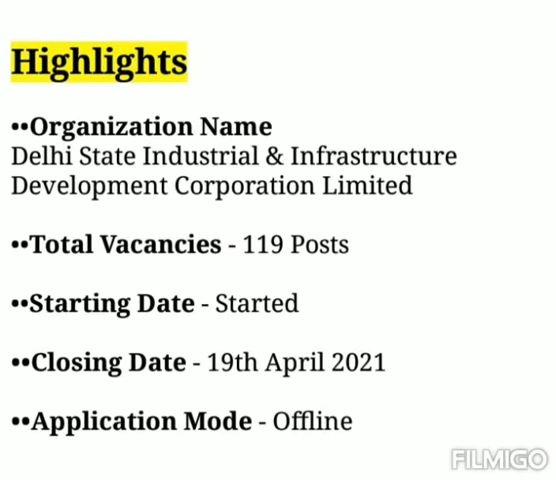 Highlights
••Organization Name
Delhi State Industrial & Infrastructure
Development Corporation Limited
••Total Vacancies - 119 Posts
••Starting Date - Started
••Closing Date - 19th April 2021
••Application Mode - Offline
FILMIGO